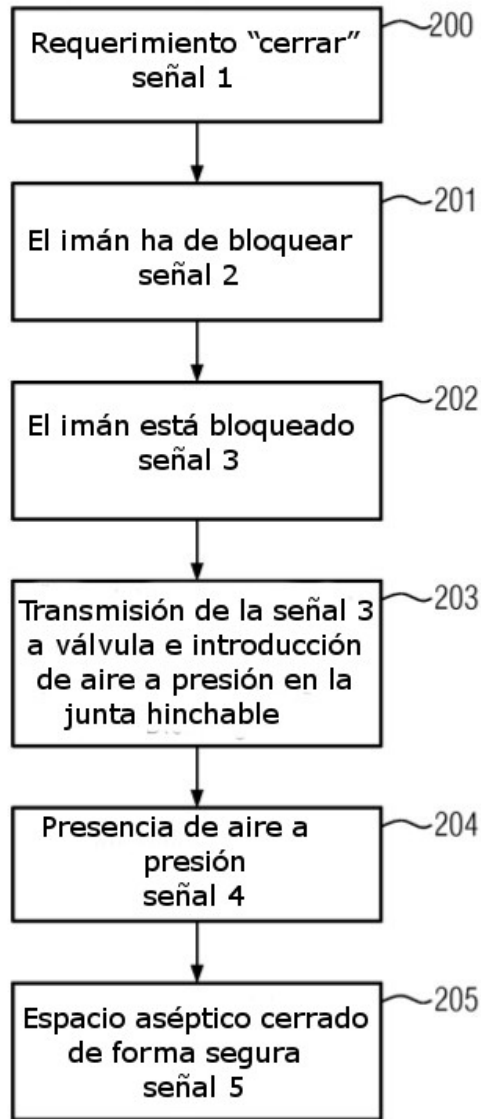 Requerimiento “cerrar”
señal 1
200
El imán ha de bloquear
señal 2
201
El imán está bloqueado
señal 3
202
Transmisión de la señal 3
a válvula e introducción
de aire a presión en la
junta hinchable
203
Presencia de aire a
presión
señal 4
204
Espacio aséptico cerrado
de forma segura
señal 5
205